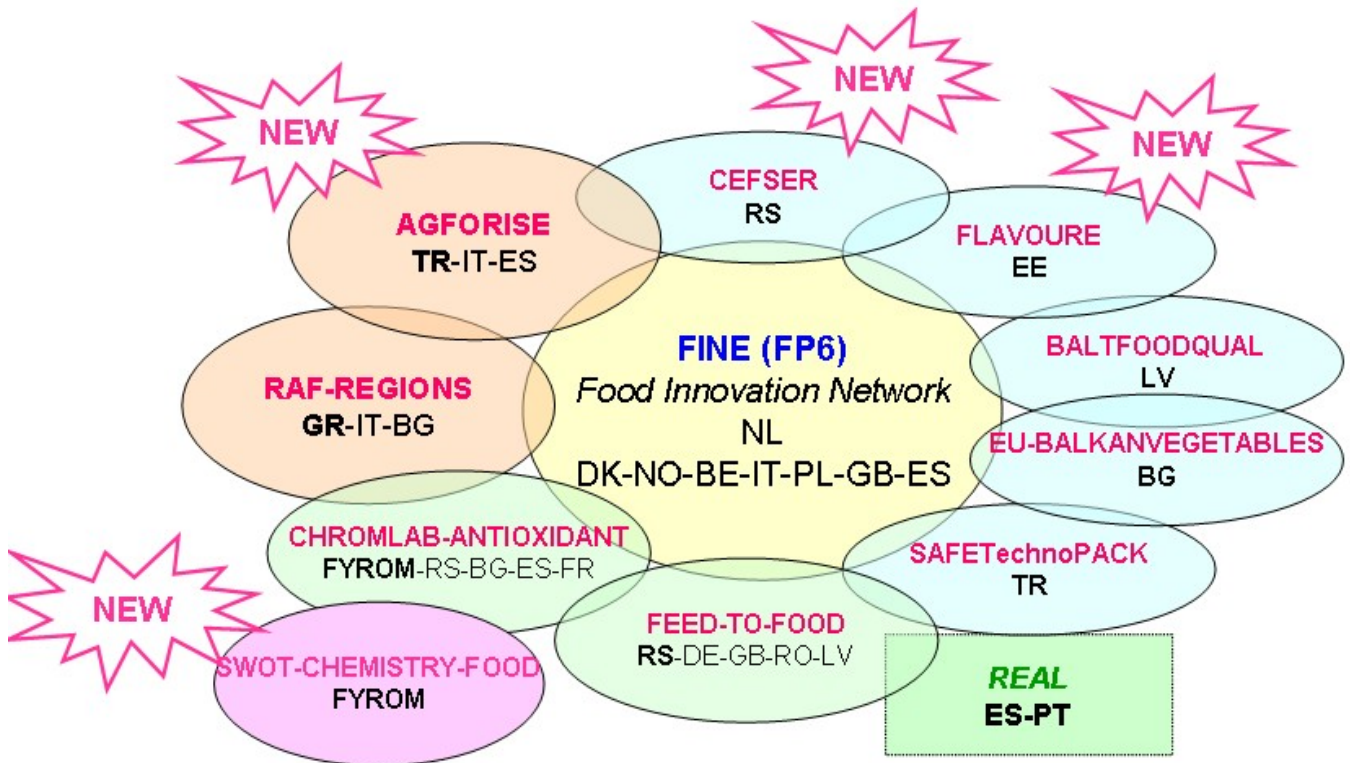 NEW
NEW
NEW
CEFSER
RS
AGFORISE
TR-IT-ES
FLAVOURE
EE
FINE (FP6)
Food Innovation Network
NL
DK-NO-BE-IT-PL-GB-ES
BALTFOODQUAL
LV
RAF-REGIONS
GR-IT-BG
EU-BALKANVEGETABLES
BG
CHROMLAB-ANTIOXIDANT
FYROM-RS-BG-ES-FR
SAFETechnoPACK
TR
NEW
FEED-TO-FOOD
RS-DE-GB-RO-LV
SWOT-CHEMISTRY-FOOD
FYROM
REAL
ES-PT